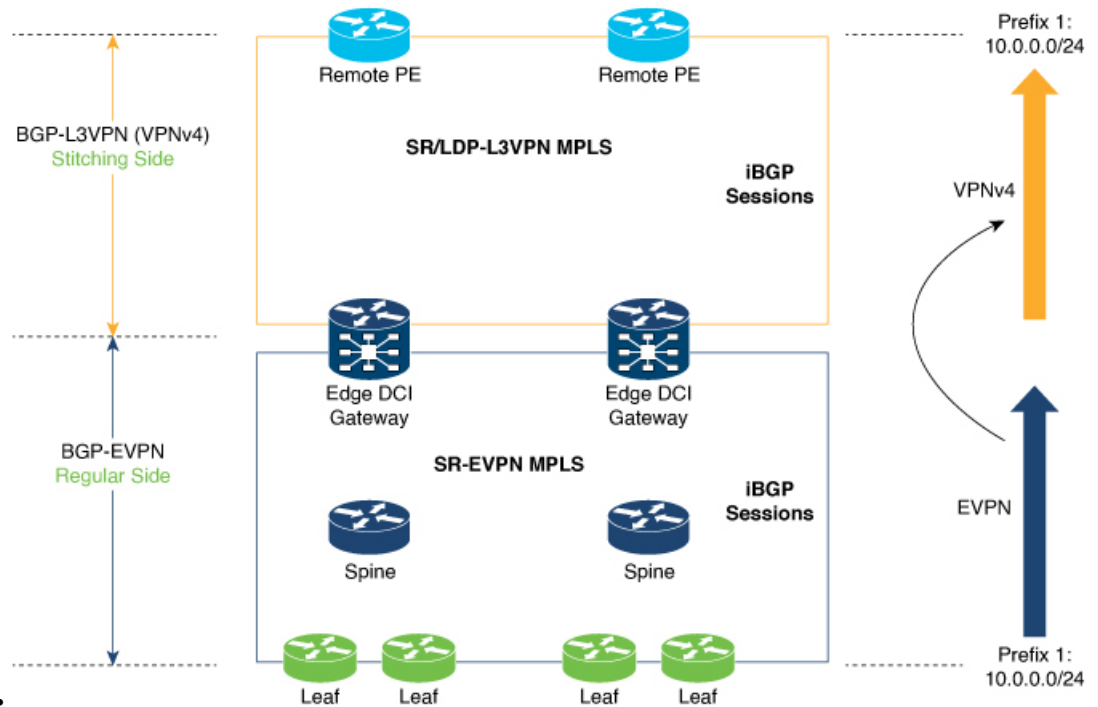 Prefix 1:
10.0.0.0/24
Remote PE
Remote PE
BGP-L3VPN (VPNv4)
Stitching Side
SR/LDP-L3VPN MPLS
iBGP
Sessions
VPNv4
Edge DCI
Gateway
Edge DCI
Gateway
BGP-EVPN
Regular Side
SR-EVPN MPLS
iBGP
Sessions
EVPN
Spine
Spine
Prefix 1:
10.0.0.0/24
Leaf
Leaf
Leaf
Leaf